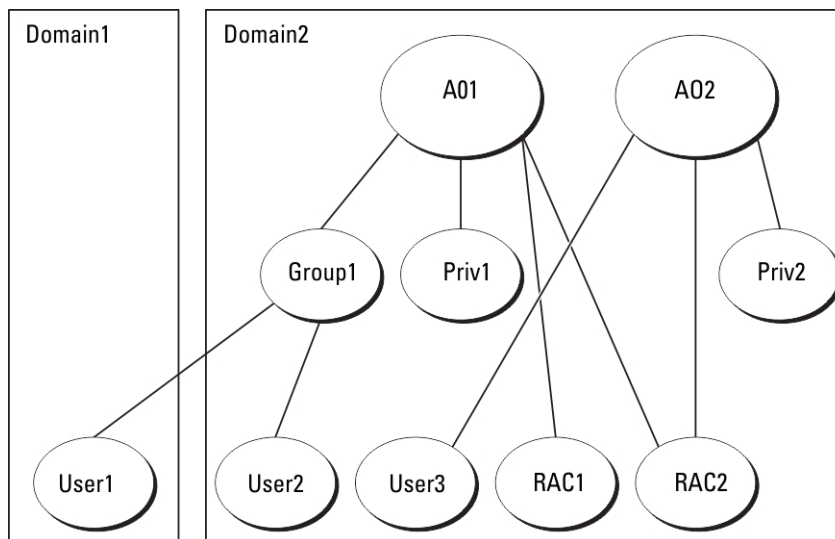 Domain1
Domain2
A01
AO2
Group1
Priv1
Priv2
User1
User2
User3
RAC1
RAC2